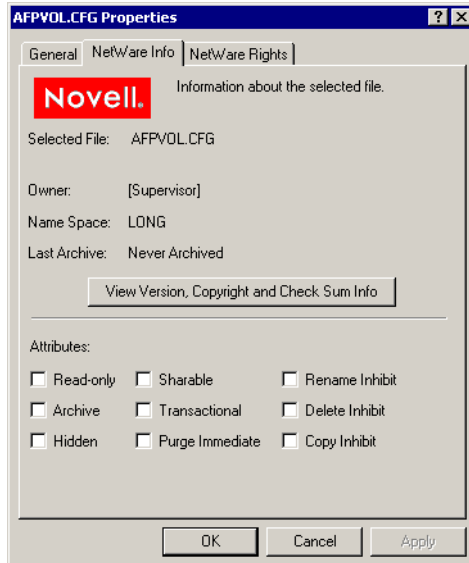 AFPVOL.CFG Properties
General NetWare Info NetWare Rights
Novell. Information about the selected file.
Selected File: AFPVOL.CFG
Owner: [Supervisor]
Name Space: LONG
Last Archive: Never Archived
View Version, Copyright and Check Sum Info
Attributes:
Read-only Sharable Rename Inhibit
Archive Transactional Delete Inhibit
Hidden Purge Immediate Copy Inhibit
OK Cancel Apply